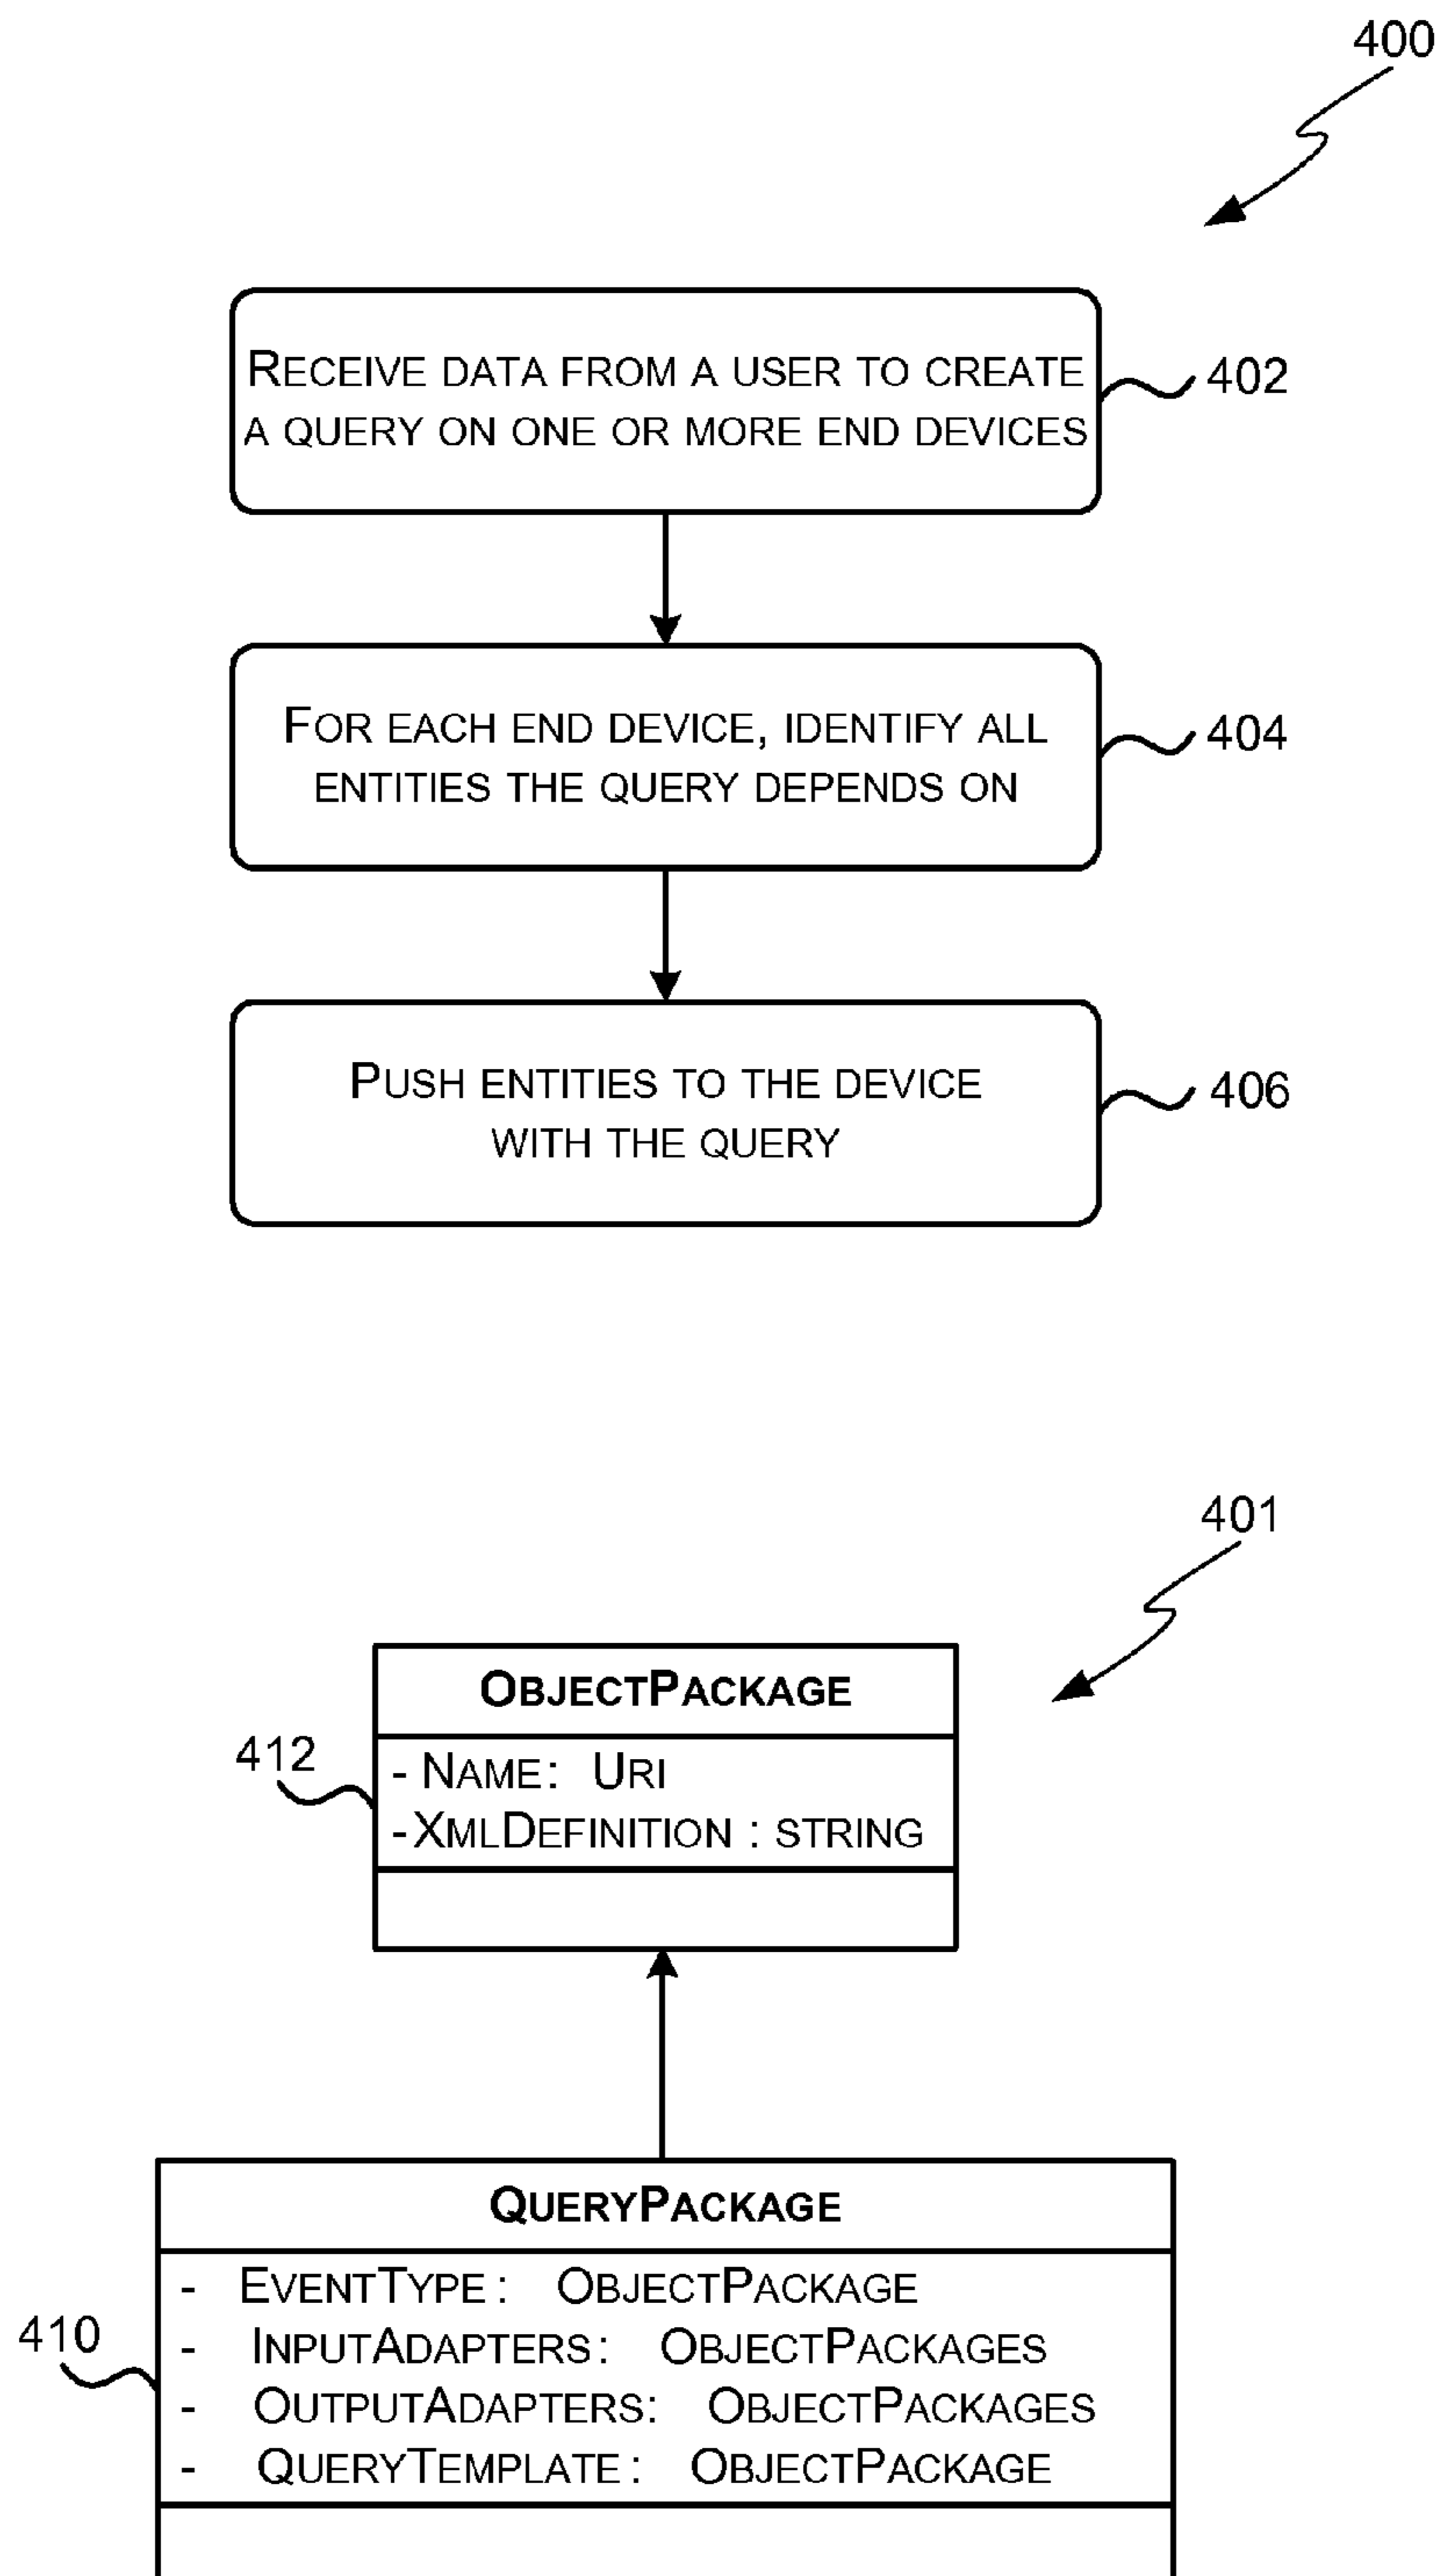 400
RECEIVE DATA FROM A USER TO CREATE
A QUERY ON ONE OR MORE END DEVICES
402
FOR EACH END DEVICE, IDENTIFY ALL
ENTITIES THE QUERY DEPENDS ON
404
PUSH ENTITIES TO THE DEVICE
WITH THE QUERY
406
401
OBJECTPACKAGE
412
- NAME: URI
-XMLDEFINITION : STRING
QUERYPACKAGE
410
- EVENTTYPE: OBJECTPACKAGE
- INPUTADAPTERS: OBJECTPACKAGES
- OUTPUTADAPTERS: OBJECTPACKAGES
- QUERYTEMPLATE: OBJECTPACKAGE